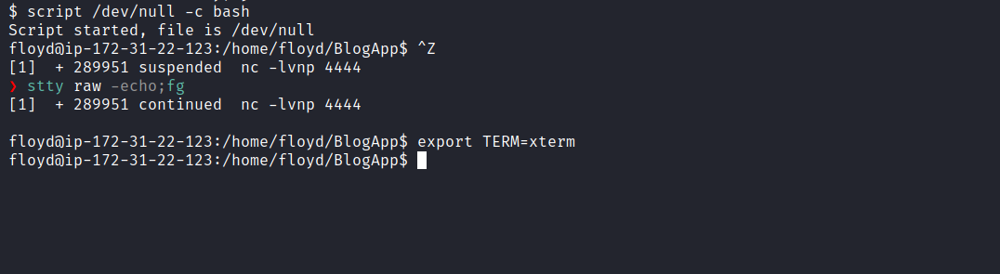 $ script /dev/null -c bash
Script started, file is /dev/null
floyd@ip-172-31-22-123:/home/floyd/BlogApp$ ^Z
[1]  + 289951 suspended  nc -lvnp 4444
❯ stty raw -echo;fg
[1]  + 289951 continued  nc -lvnp 4444

floyd@ip-172-31-22-123:/home/floyd/BlogApp$ export TERM=xterm
floyd@ip-172-31-22-123:/home/floyd/BlogApp$